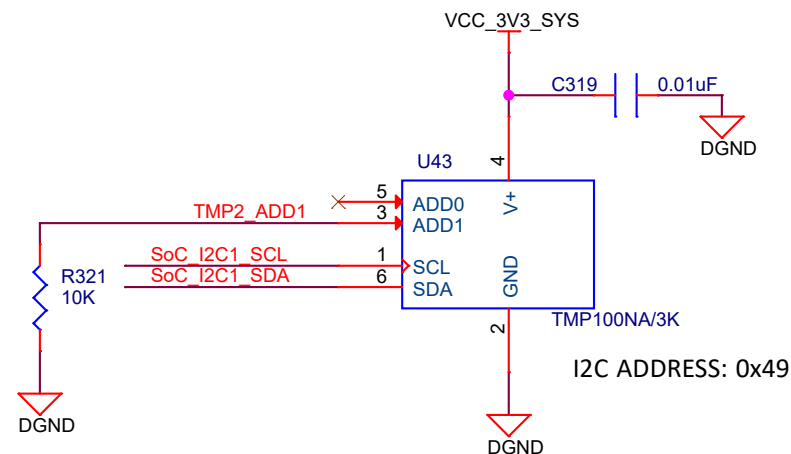 VCC_3V3_SYS
C319
0.01uF
DGND
U43
4
5
ADD0
V+
TMP2_ADD1
3
ADD1
SoC_I2C1_SCL
1
SCL
R321
10K
SoC_I2C1_SDA
6
SDA
GND
2
TMP100NA/3K
I2C ADDRESS: 0x49
DGND
DGND